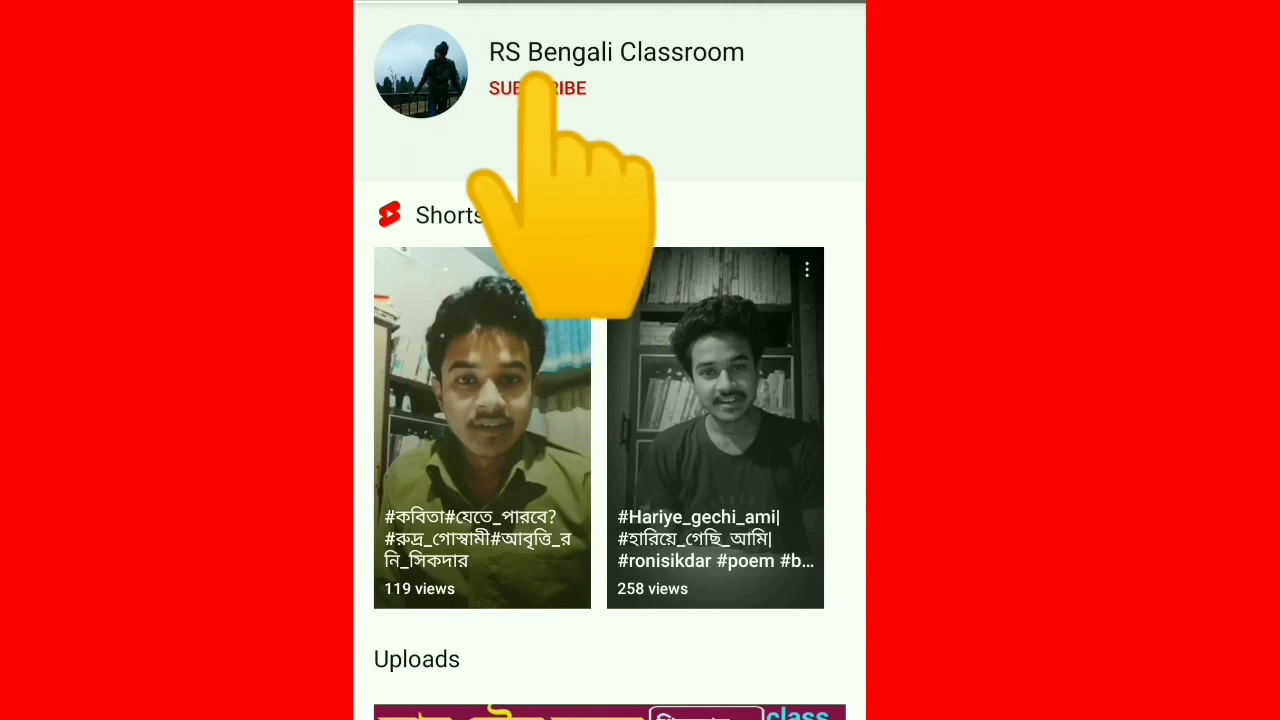 RS Bengali Classroom
Shorts
#কবিতা#যেতে_পারবে?
#রুদ্র_গোস্বামী#আবৃত্তি_র
নি_সিকদার
119 views
#Hariye_gechi_ami|
#হারিয়ে_গেছি_আমি|
#ronisikdar #poem #b...
258 views
Uploads
class